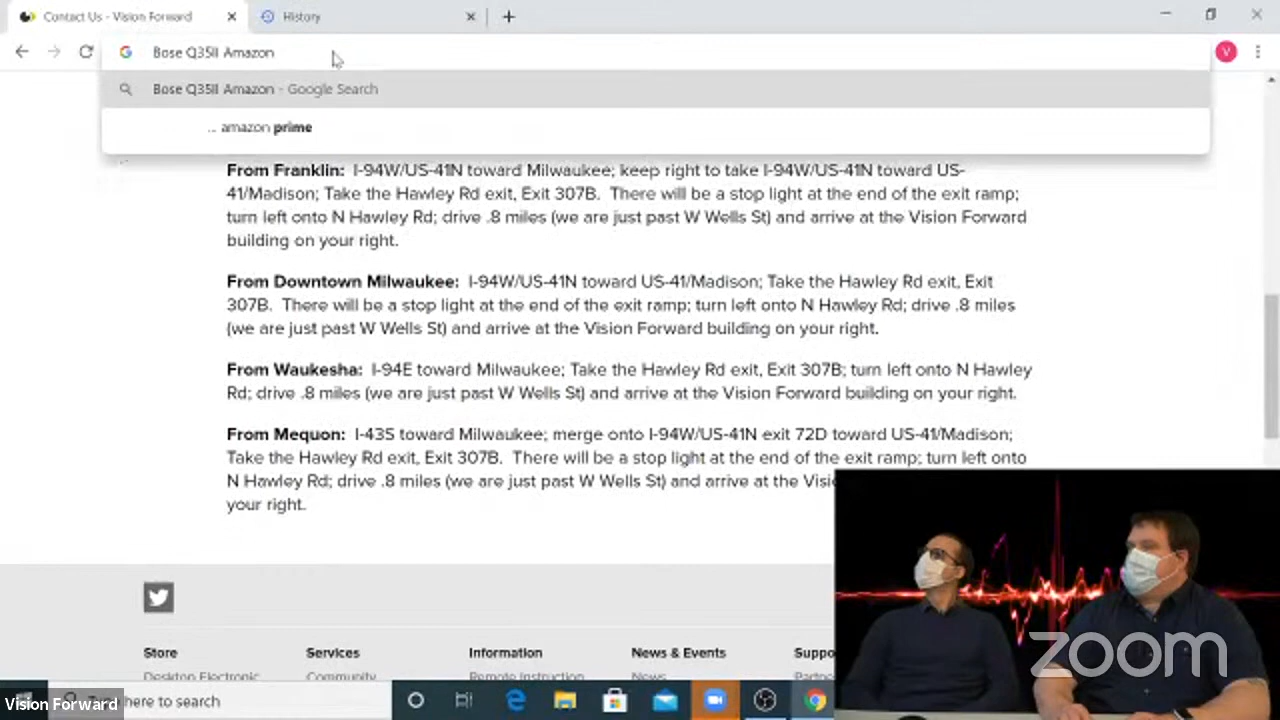 Contact Us - Vision Forward
History
Bose Q35II Amazon
V
Bose Q35II Amazon - Google Search
... amazon prime
From Franklin: I-94W/US-41N toward Milwaukee; keep right to take I-94W/US-41N toward US-
41/Madison; Take the Hawley Rd exit, Exit 307B. There will be a stop light at the end of the exit ramp;
turn left onto N Hawley Rd; drive .8 miles (we are just past W Wells St) and arrive at the Vision Forward
building on your right.
From Downtown Milwaukee: I-94W/US-41N toward US-41/Madison; Take the Hawley Rd exit, Exit
307B. There will be a stop light at the end of the exit ramp; turn left onto N Hawley Rd; drive .8 miles
(we are just past W Wells St) and arrive at the Vision Forward building on your right.
From Waukesha: I-94E toward Milwaukee; Take the Hawley Rd exit, Exit 307B; turn left onto N Hawley
Rd; drive .8 miles (we are just past W Wells St) and arrive at the Vision Forward building on your right.
From Mequon: I-43S toward Milwaukee; merge onto I-94W/US-41N exit 72D toward US-41/Madison;
Take the Hawley Rd exit, Exit 307B. There will be a stop light at the end of the exit ramp; turn left onto
N Hawley Rd; drive .8 miles (we are just past W Wells St) and arrive at the
your right.
Store Services Information News & Events
Desktop Electronic Community Remote Instruction News
here to search
Vision Forward
zoom